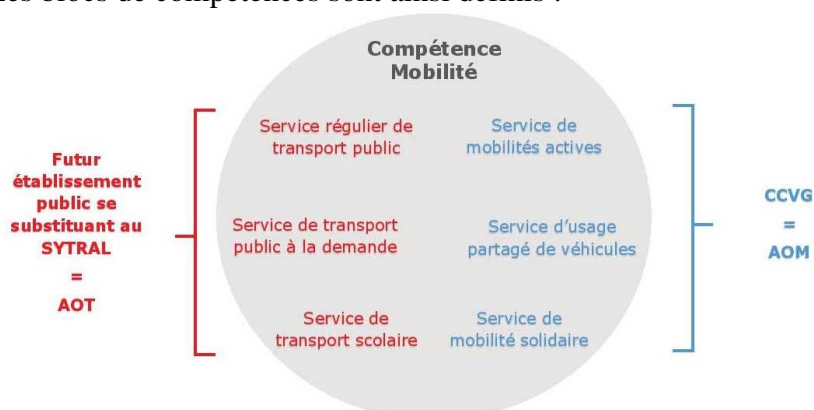 les blocs de compétences sont ainsi définis :
Compétence
Mobilité
Futur
établissement
public se
substituant au
SYTRAL
=
AOT
Service régulier de
transport public
Service de transport
public à la demande
Service de
transport scolaire
Service de
mobilités actives
Service d’usage
partagé de véhicules
Service de
mobilité solidaire
CCVG
=
AOM